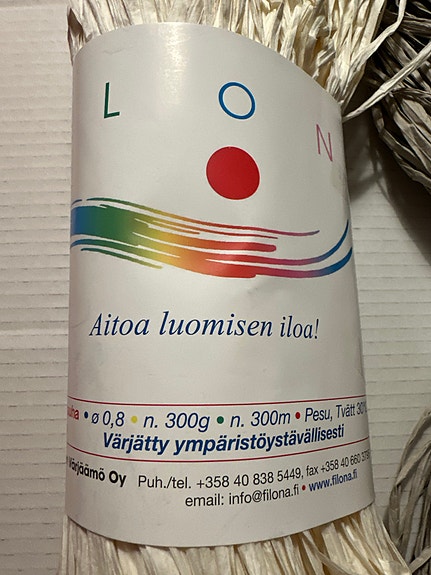 L O N
Aitoa luomisen iloa!
• ø 0,8 • n. 300g • n. 300m • Pesu, Tvätt
Värjätty ympäristöystävällisesti
Värjäämö Oy Puh./tel. +358 40 838 5449, fax +358 40 660
email: info@filona.fi • www.filona.fi